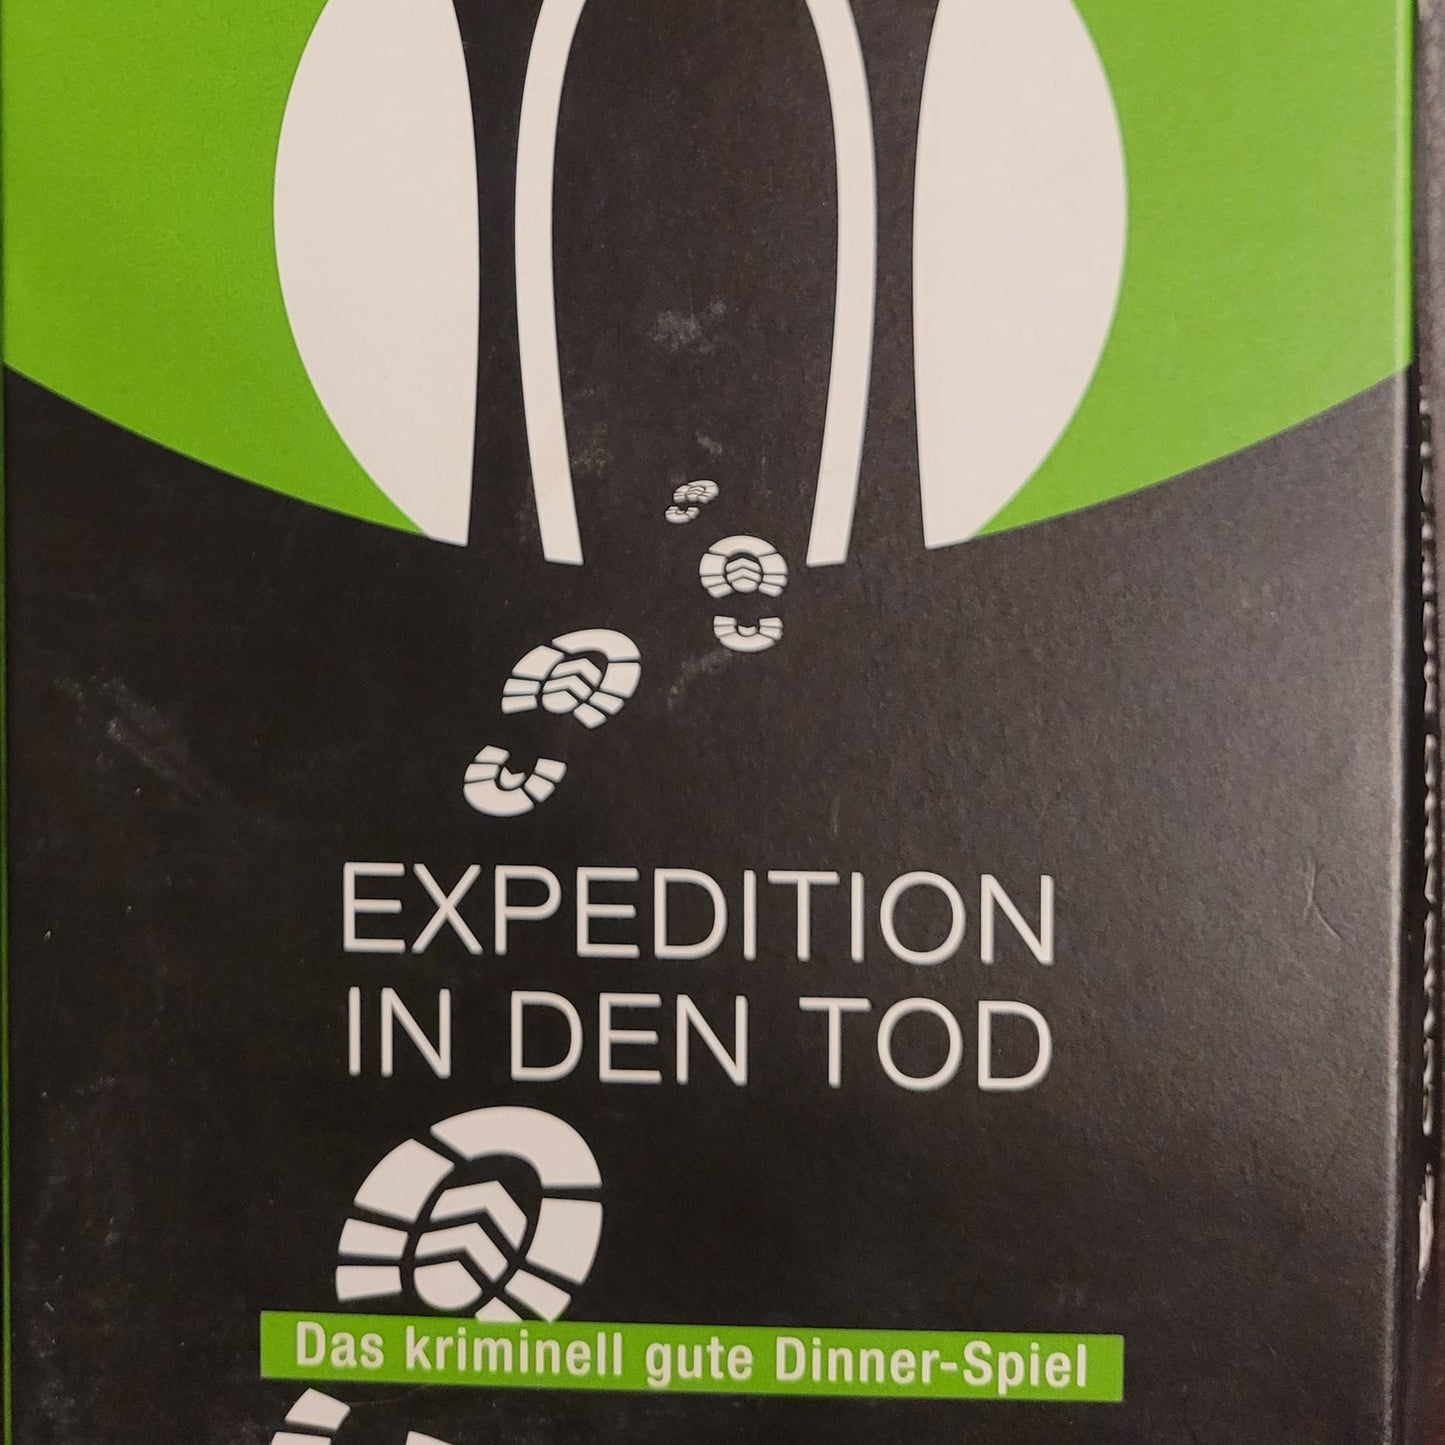 EXPEDITION
IN DEN TOD
Das kriminell gute Dinner-Spiel